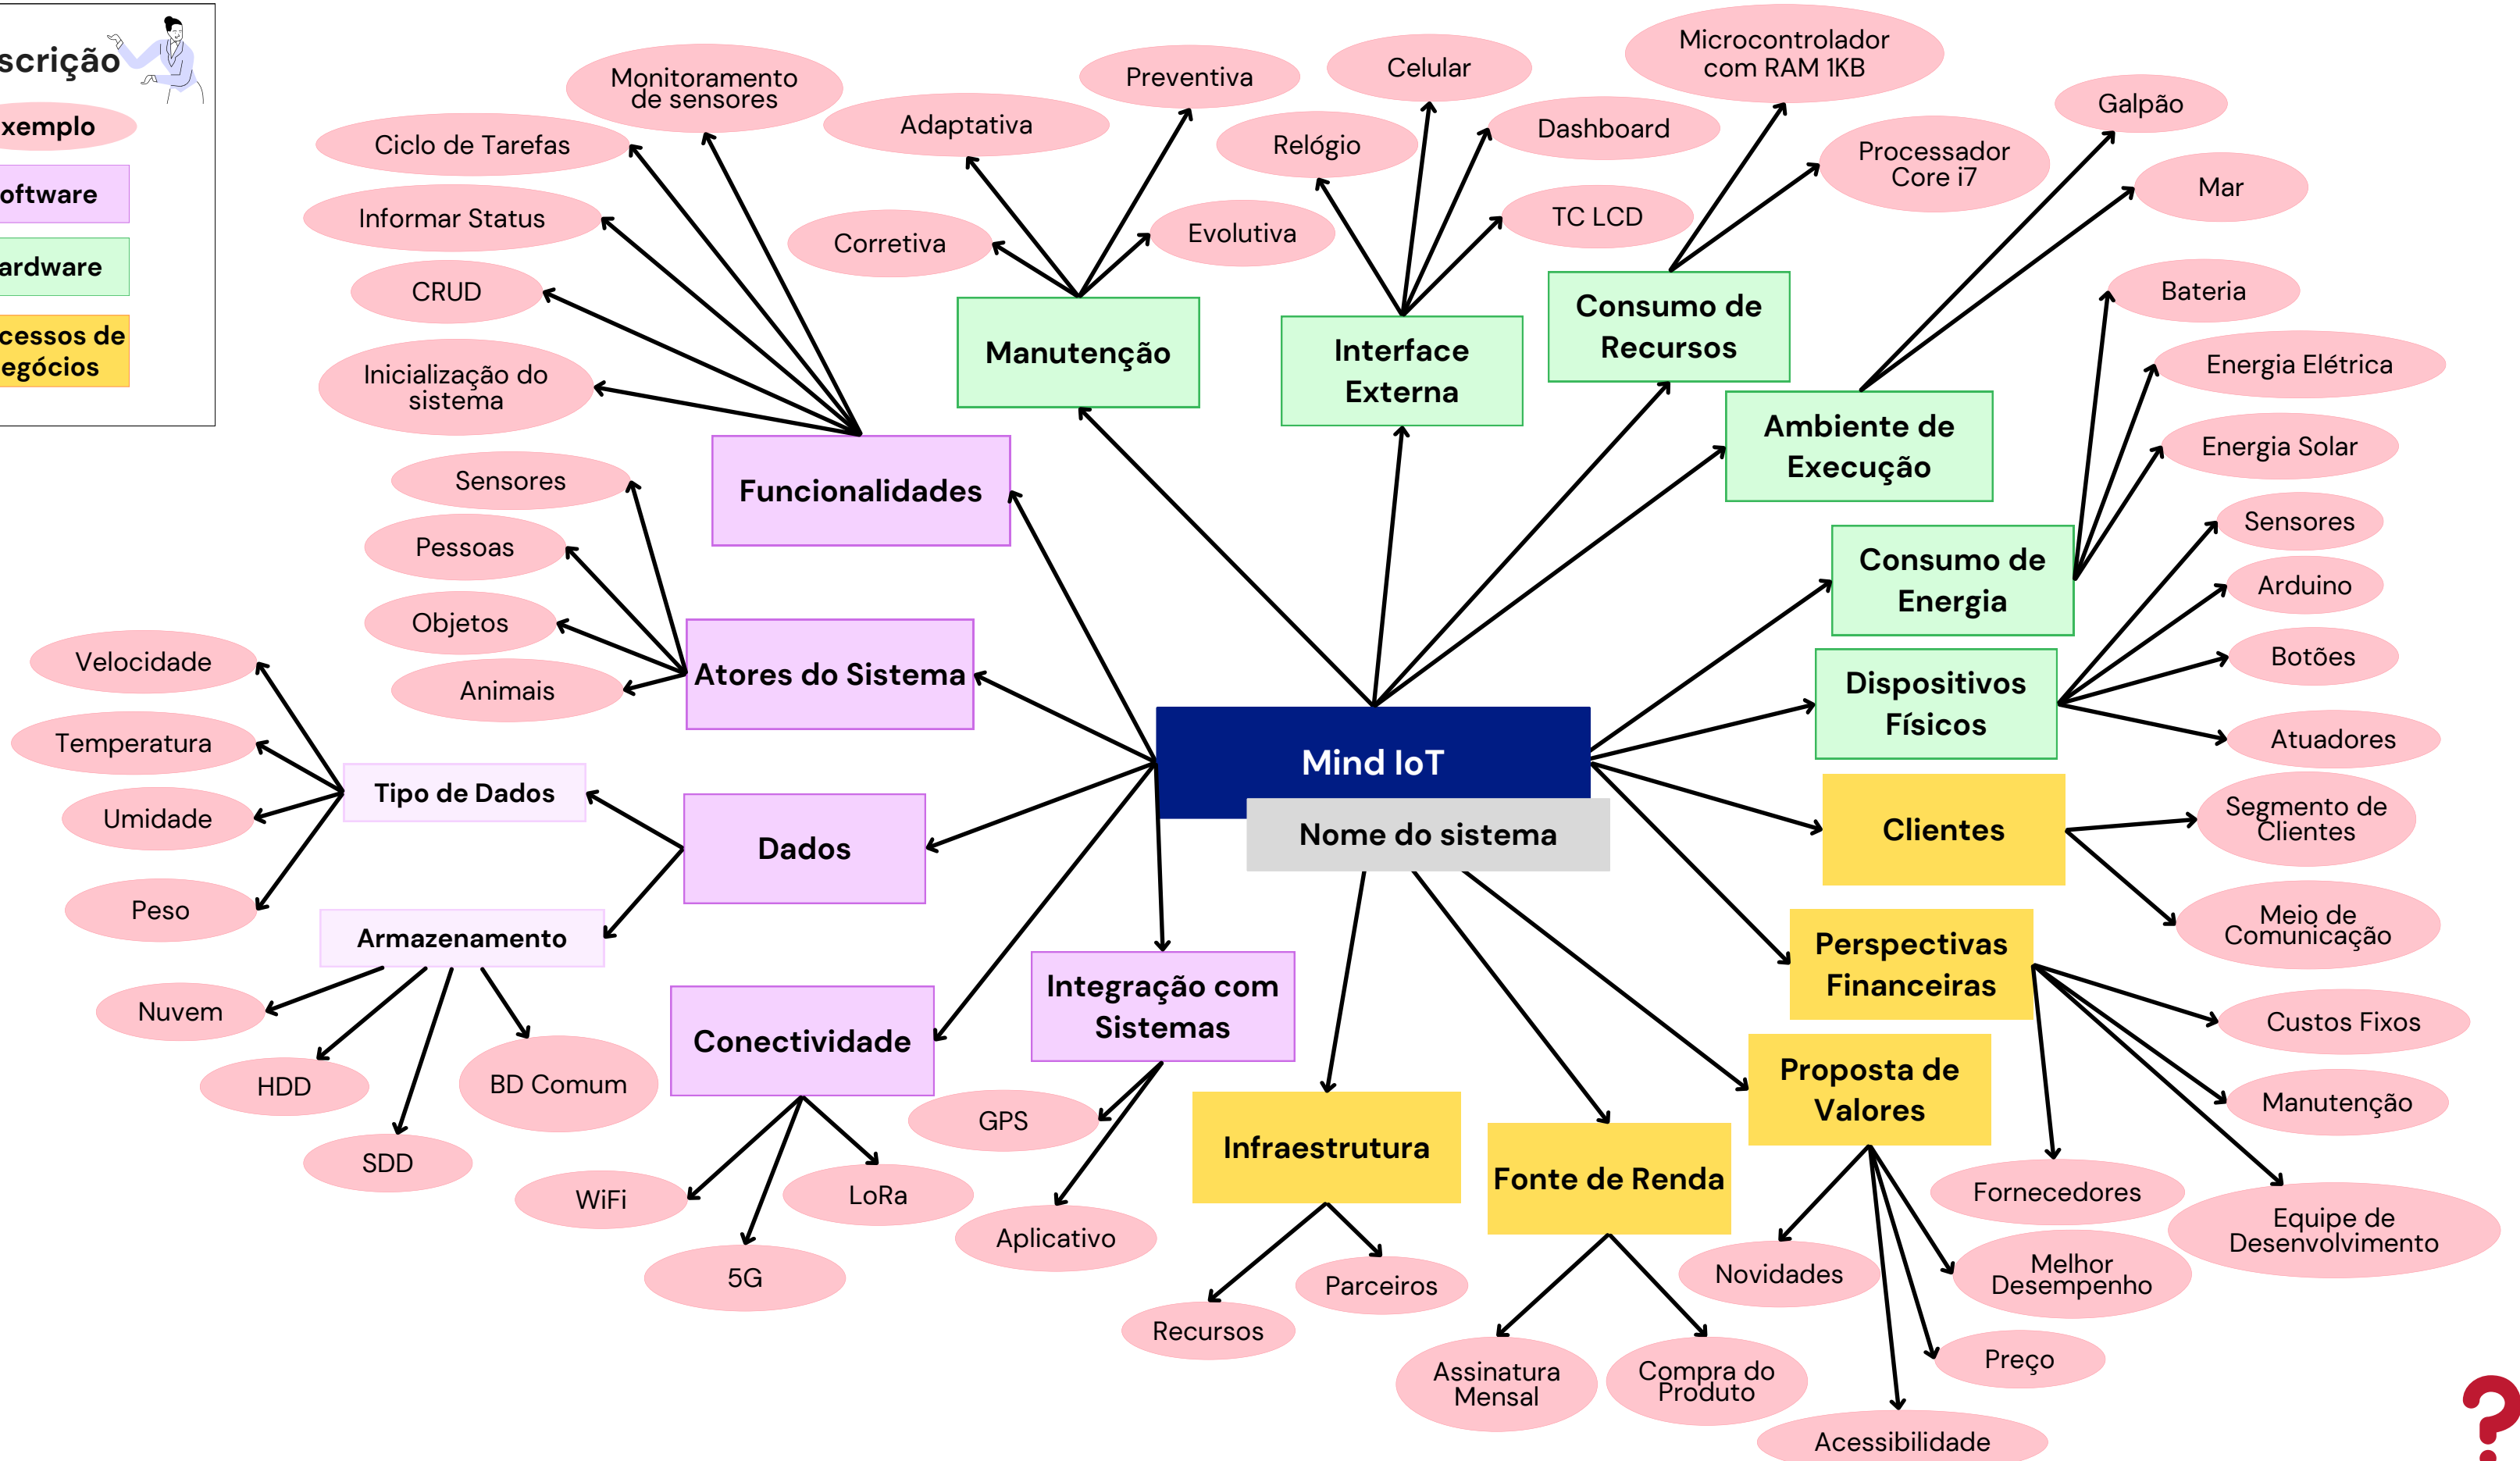 scrição
xemplo
oftware
ardware
cessos de
egócios
Monitoramento
de sensores
Ciclo de Tarefas
Informar Status
CRUD
Inicialização do
sistema
Funcionalidades
Adaptativa
Preventiva
Corretiva
Evolutiva
Manutenção
Relógio
Celular
Dashboard
TC LCD
Interface
Externa
Microcontrolador
com RAM 1KB
Processador
Core i7
Consumo de
Recursos
Galpão
Mar
Ambiente de
Execução
Bateria
Energia Elétrica
Energia Solar
Consumo de
Energia
Sensores
Arduino
Botões
Atuadores
Dispositivos
Físicos
Sensores
Pessoas
Objetos
Animais
Atores do Sistema
Mind IoT
Nome do sistema
Velocidade
Temperatura
Umidade
Peso
Tipo de Dados
Dados
Armazenamento
Nuvem
HDD
SDD
BD Comum
Conectividade
WiFi
5G
LoRa
Integração com
Sistemas
GPS
Aplicativo
Infraestrutura
Recursos
Parceiros
Fonte de Renda
Assinatura
Mensal
Compra do
Produto
Clientes
Segmento de
Clientes
Meio de
Comunicação
Perspectivas
Financeiras
Custos Fixos
Manutenção
Fornecedores
Equipe de
Desenvolvimento
Proposta de
Valores
Novidades
Melhor
Desempenho
Preço
Acessibilidade
?